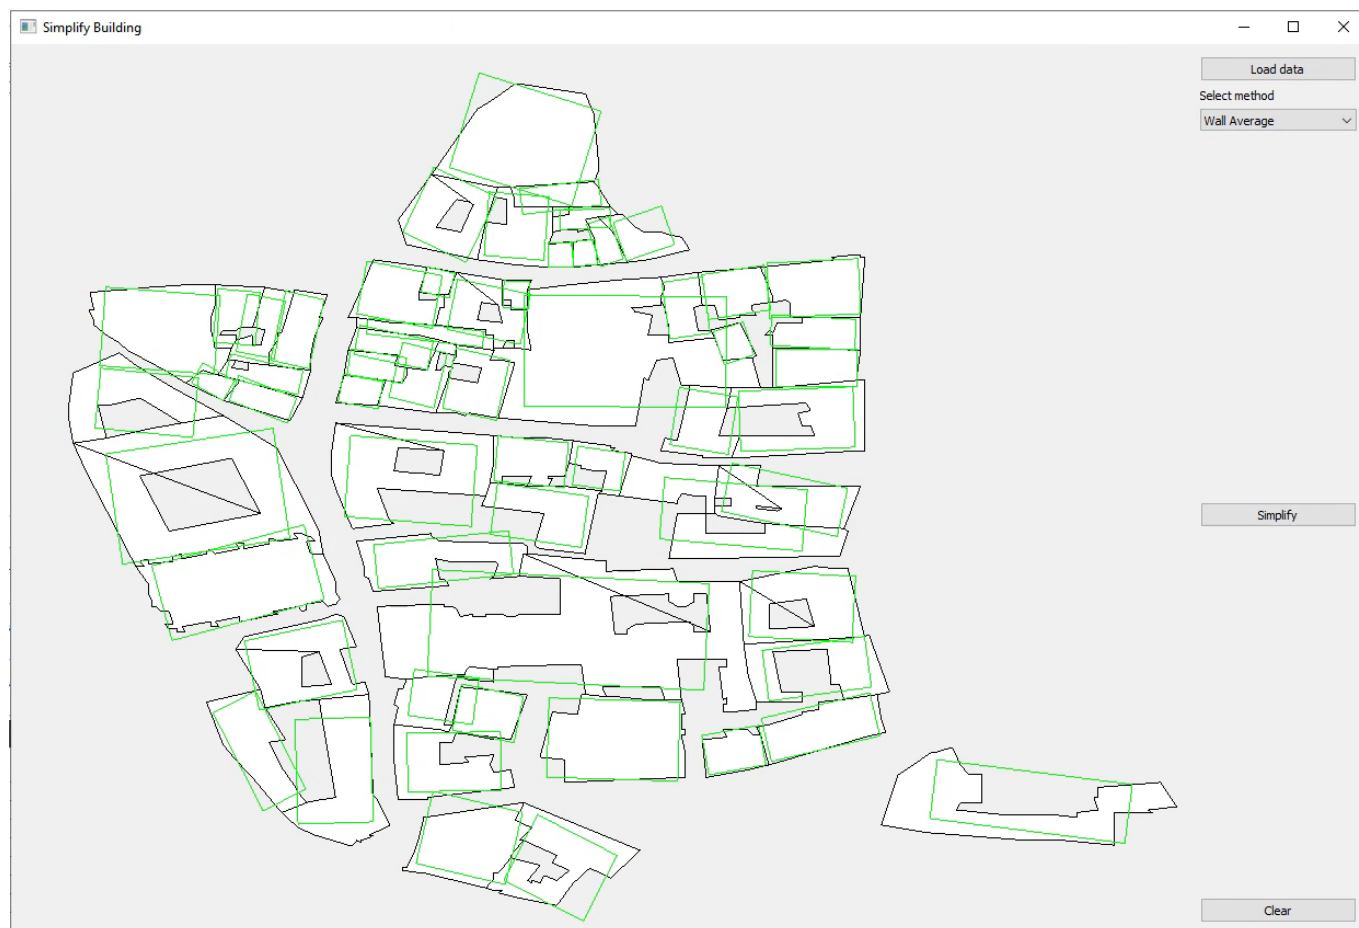 Simplify Building
Load data
Select method
Wall Average
Simplify
Clear